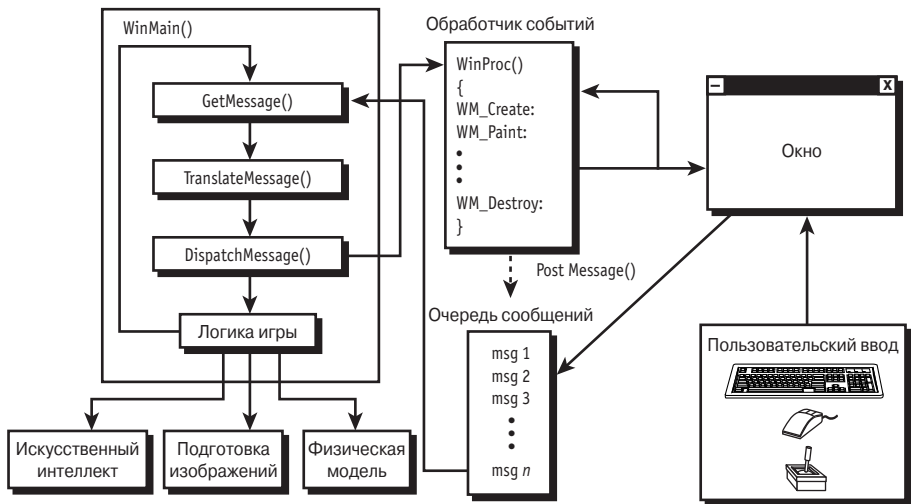 WinMain()
GetMessage()
TranslateMessage()
DispatchMessage()
Логика игры
Искусственный
интеллект
Подготовка
изображений
Физическая
модель
Обработчик событий
WinProc()
{
WM_Create:
WM_Paint:
WM_Destroy:
}
Post Message()
Очередь сообщений
msg 1
msg 2
msg 3
msg n
X
Окно
Пользовательский ввод